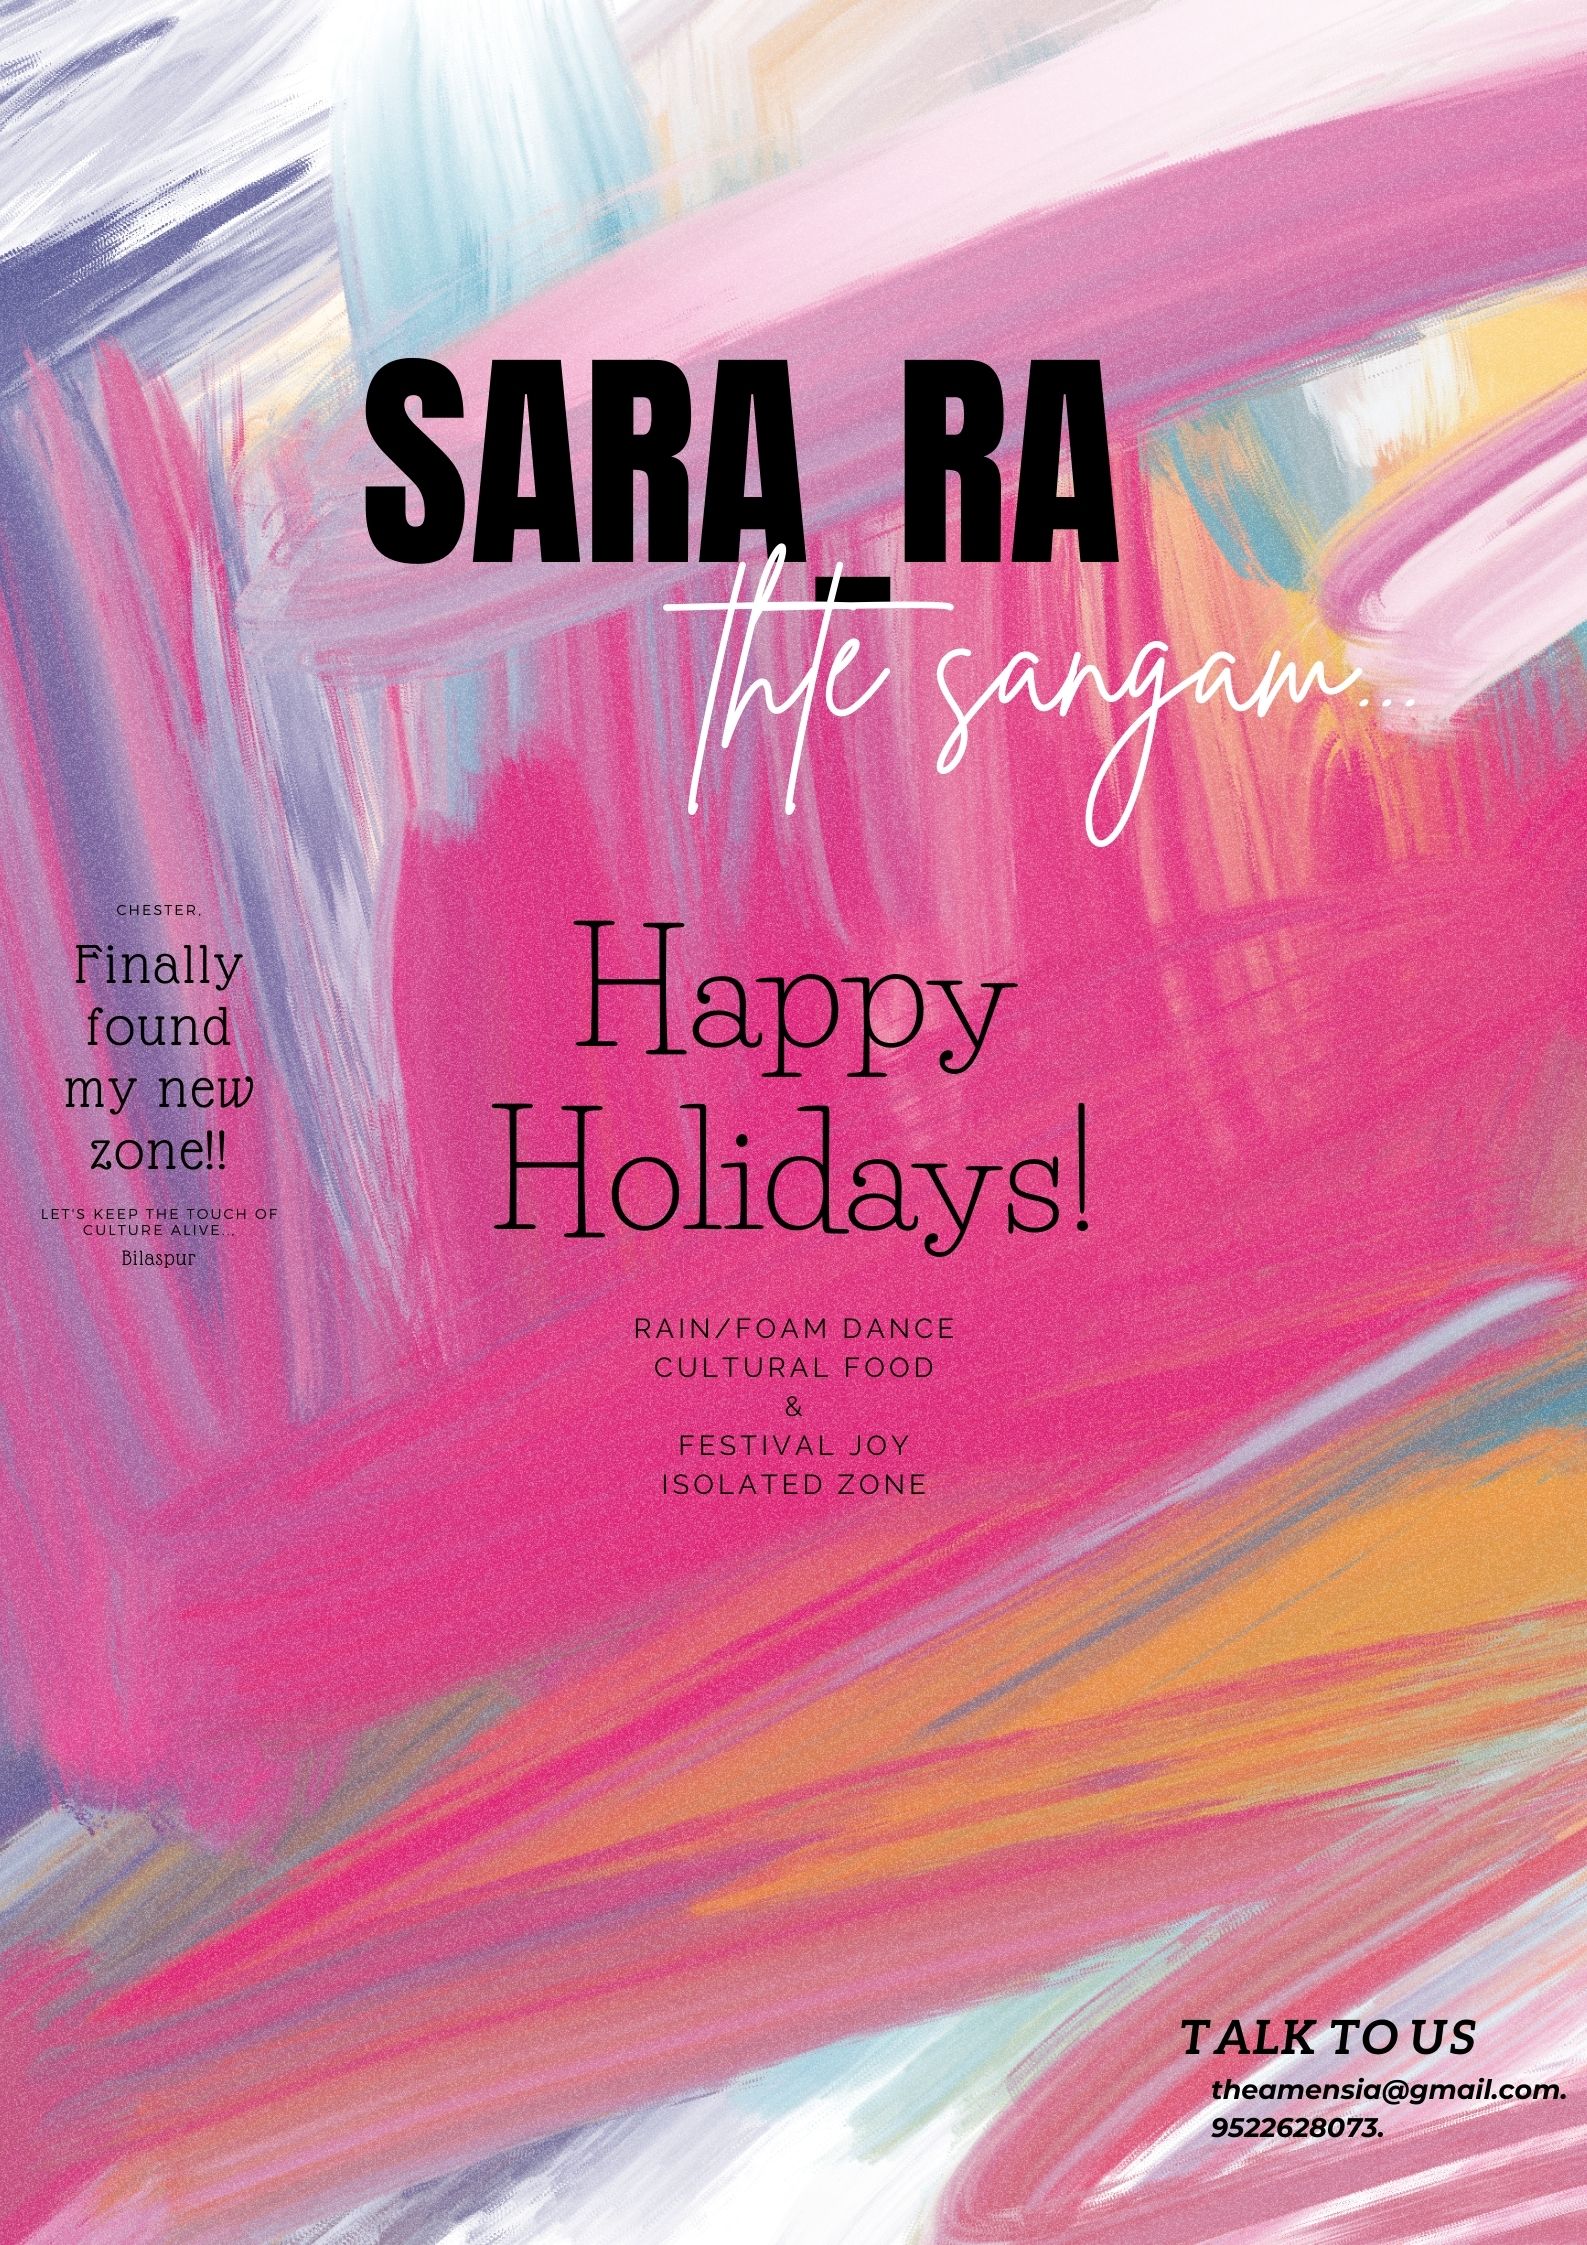 SARA_RA
thte sangam...
CHESTER,
Finally
found
my new
zone!!
LET'S KEEP THE TOUCH OF
CULTURE ALIVE...
Bilaspur
Happy
Holidays!
RAIN/FOAM DANCE
CULTURAL FOOD
&
FESTIVAL JOY
ISOLATED ZONE
TALK TO US
theamensia@gmail.com.
9522628073.